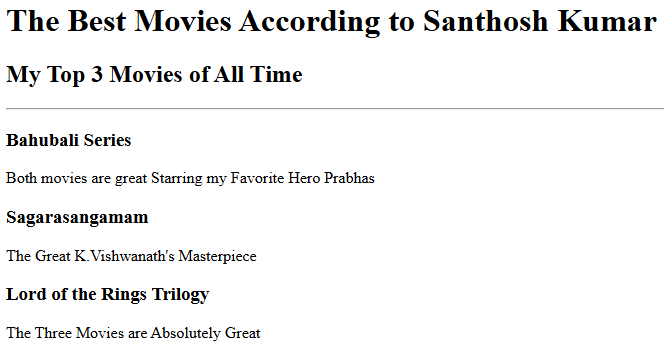 The Best Movies According to Santhosh Kumar
My Top 3 Movies of All Time
Bahubali Series
Both movies are great Starring my Favorite Hero Prabhas
Sagarasangamam
The Great K.Vishwanath's Masterpiece
Lord of the Rings Trilogy
The Three Movies are Absolutely Great